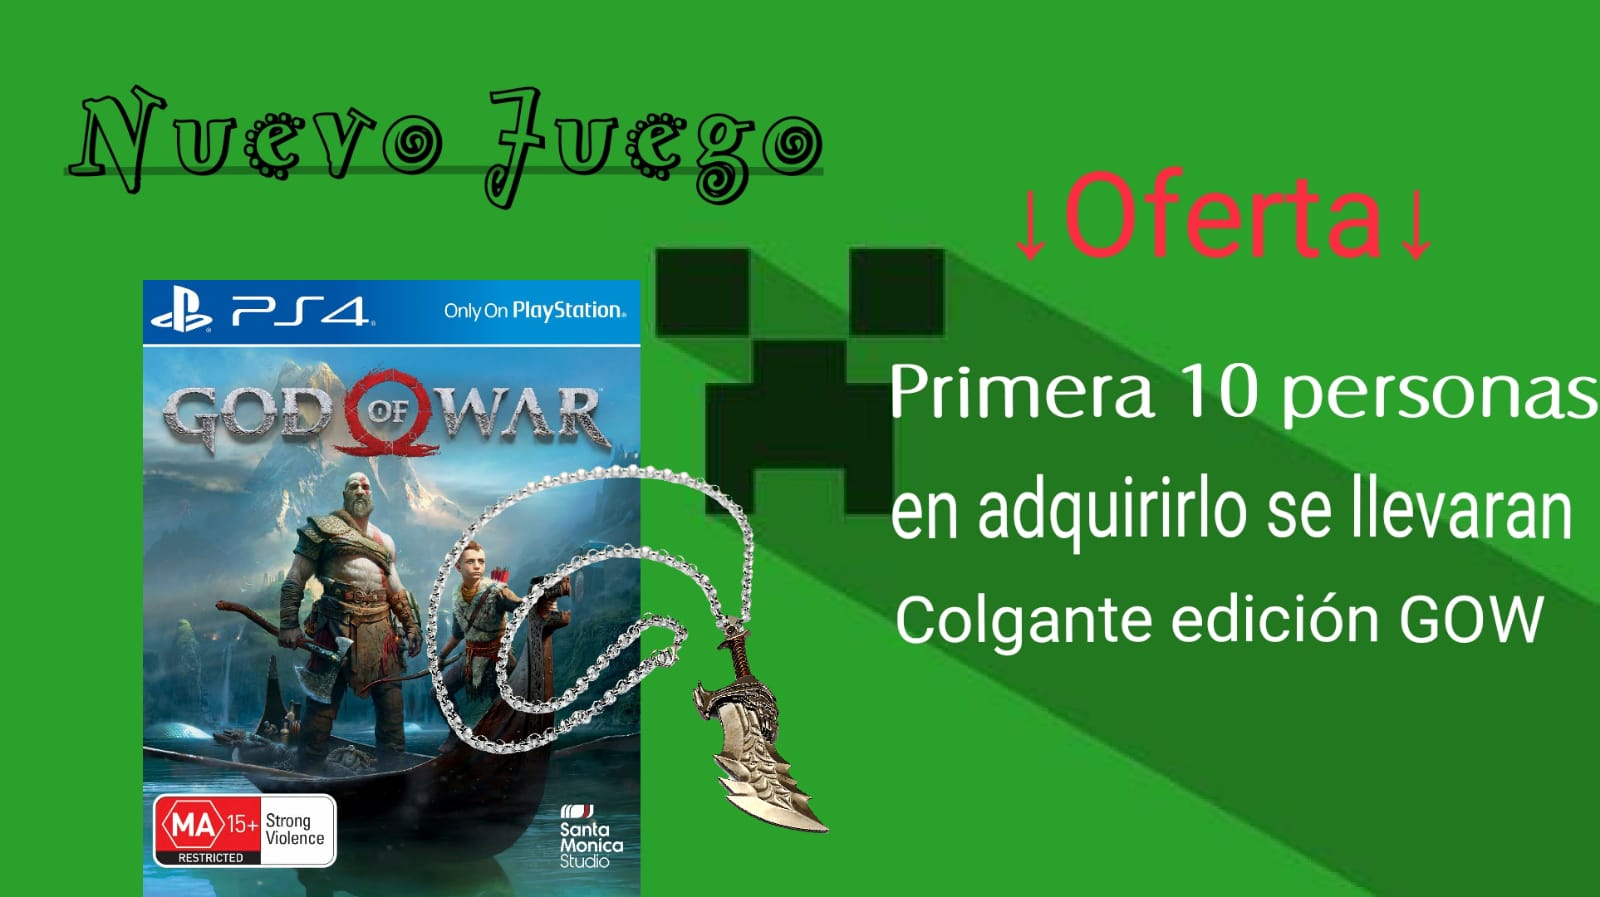 Nuevo Juego
↓Oferta↓
PS4 Only On PlayStation
GOD OF WAR
Primera 10 personas
en adquirirlo se llevaran
Colgante edición GOW
MA 15+ Strong
Violence
RESTRICTED
Santa
Monica
Studio